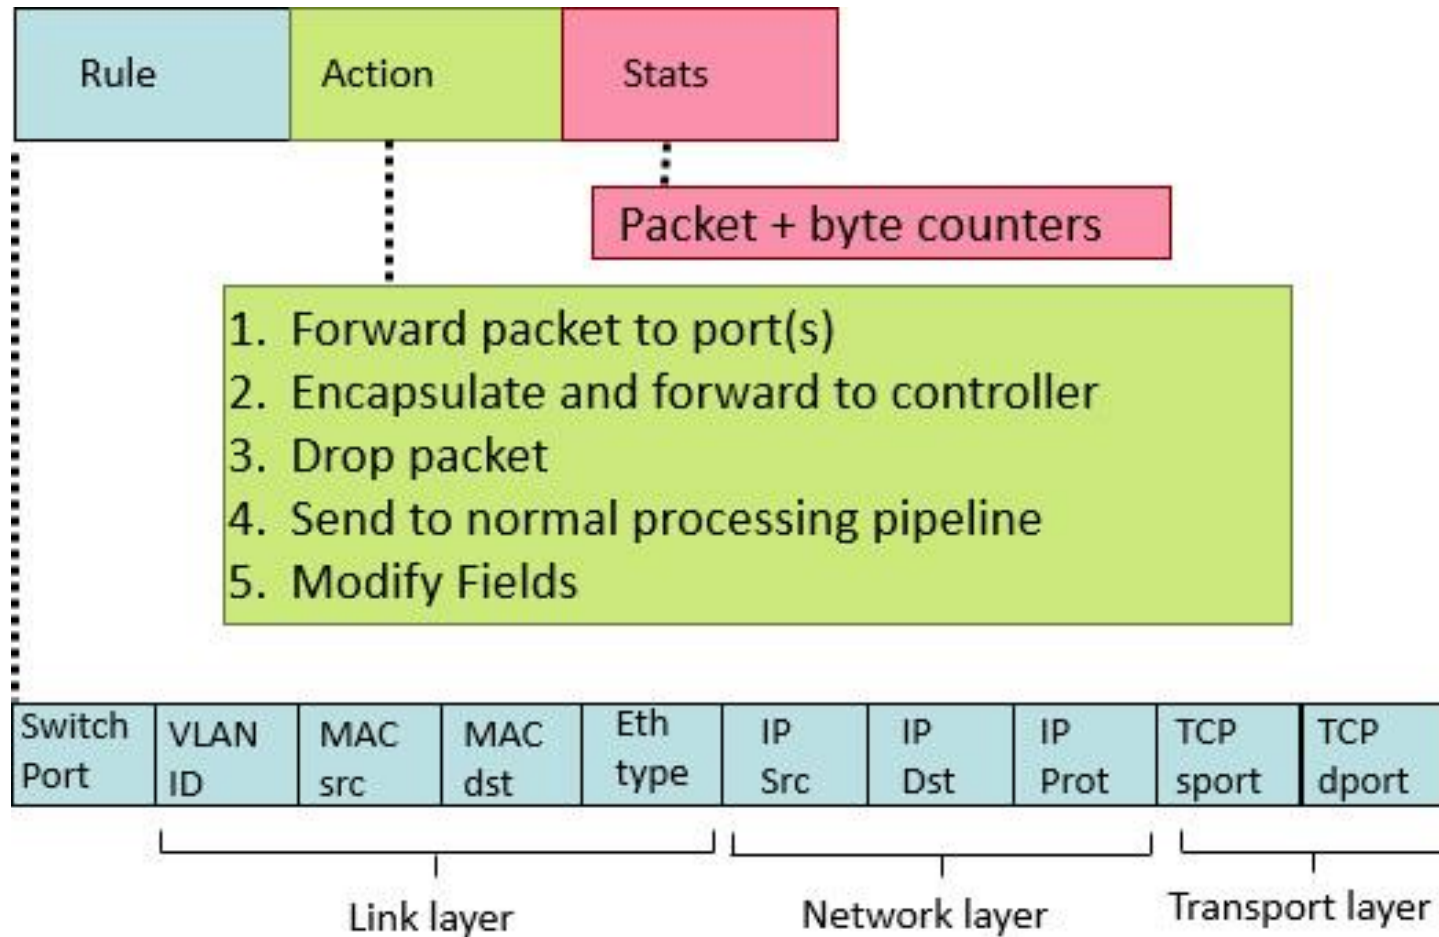 Rule Action Stats
Packet + byte counters
1. Forward packet to port(s)
2. Encapsulate and forward to controller
3. Drop packet
4. Send to normal processing pipeline
5. Modify Fields
Switch Port
VLAN ID
MAC src
MAC dst
Eth type
IP Src
IP Dst
IP Prot
TCP sport
TCP dport
Link layer
Network layer
Transport layer